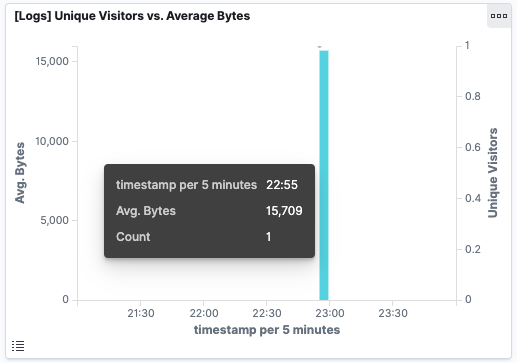 [Logs] Unique Visitors vs. Average Bytes
15,000
10,000
5,000
0
Avg. Bytes
1
0.8
0.6
0.4
0.2
0
Unique Visitors
timestamp per 5 minutes 22:55
Avg. Bytes 15,709
Count 1
21:30 22:00 22:30 23:00 23:30
timestamp per 5 minutes